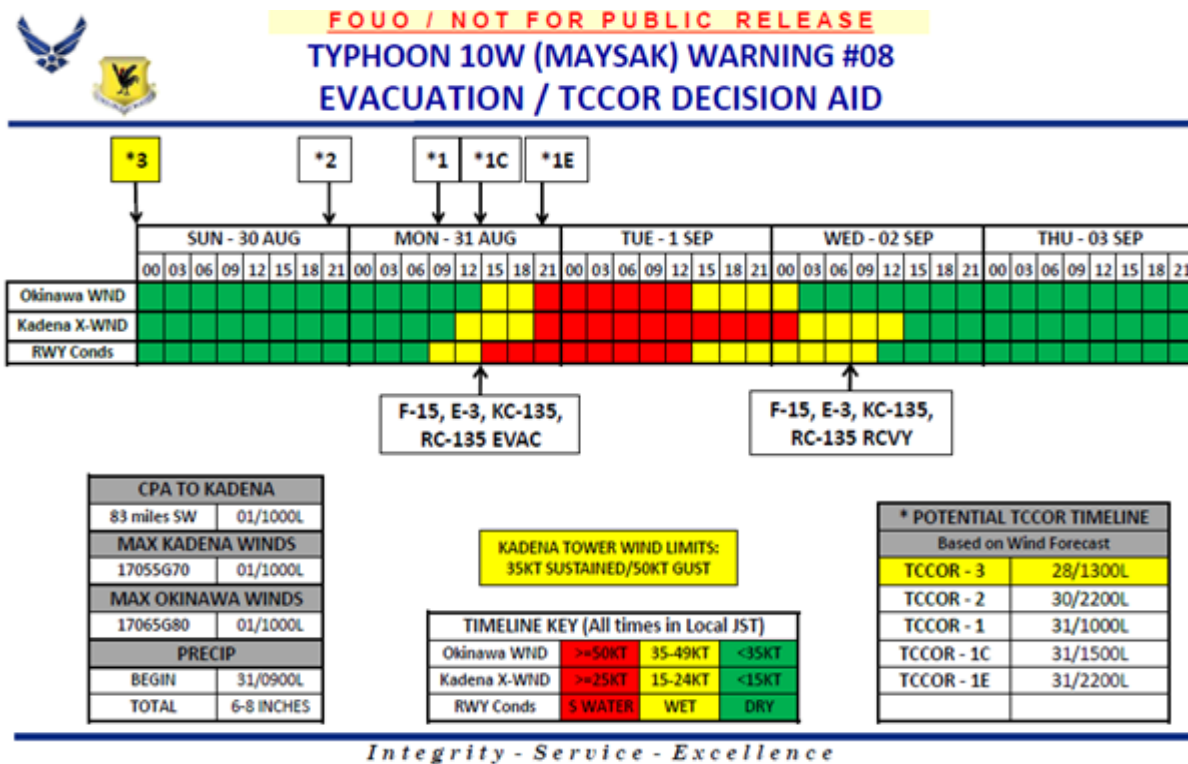 FOUO / NOT FOR PUBLIC RELEASE
TYPHOON 10W (MAYSAK) WARNING #08
EVACUATION / TCCOR DECISION AID
*3 *2 *1 *1C *1E
SUN - 30 AUG MON - 31 AUG TUE - 1 SEP WED - 02 SEP THU - 03 SEP
00 03 06 09 12 15 18 21 00 03 06 09 12 15 18 21 00 03 06 09 12 15 18 21 00 03 06 09 12 15 18 21 00 03 06 09 12 15 18 21
Okinawa WND
Kadena X-WND
RWY Conds
F-15, E-3, KC-135,
RC-135 EVAC
F-15, E-3, KC-135,
RC-135 RCVY
CPA TO KADENA
83 miles SW 01/1000L
MAX KADENA WINDS
17055G70 01/1000L
MAX OKINAWA WINDS
17065G80 01/1000L
PRECIP
BEGIN 31/0900L
TOTAL 6-8 INCHES
KADENA TOWER WIND LIMITS:
35KT SUSTAINED/50KT GUST
TIMELINE KEY (All times in Local JST)
Okinawa WND >=50KT 35-49KT <35KT
Kadena X-WND >=25KT 15-24KT <15KT
RWY Conds S WATER WET DRY
* POTENTIAL TCCOR TIMELINE
Based on Wind Forecast
TCCOR - 3 28/1300L
TCCOR - 2 30/2200L
TCCOR - 1 31/1000L
TCCOR - 1C 31/1500L
TCCOR - 1E 31/2200L
Integrity - Service - Excellence